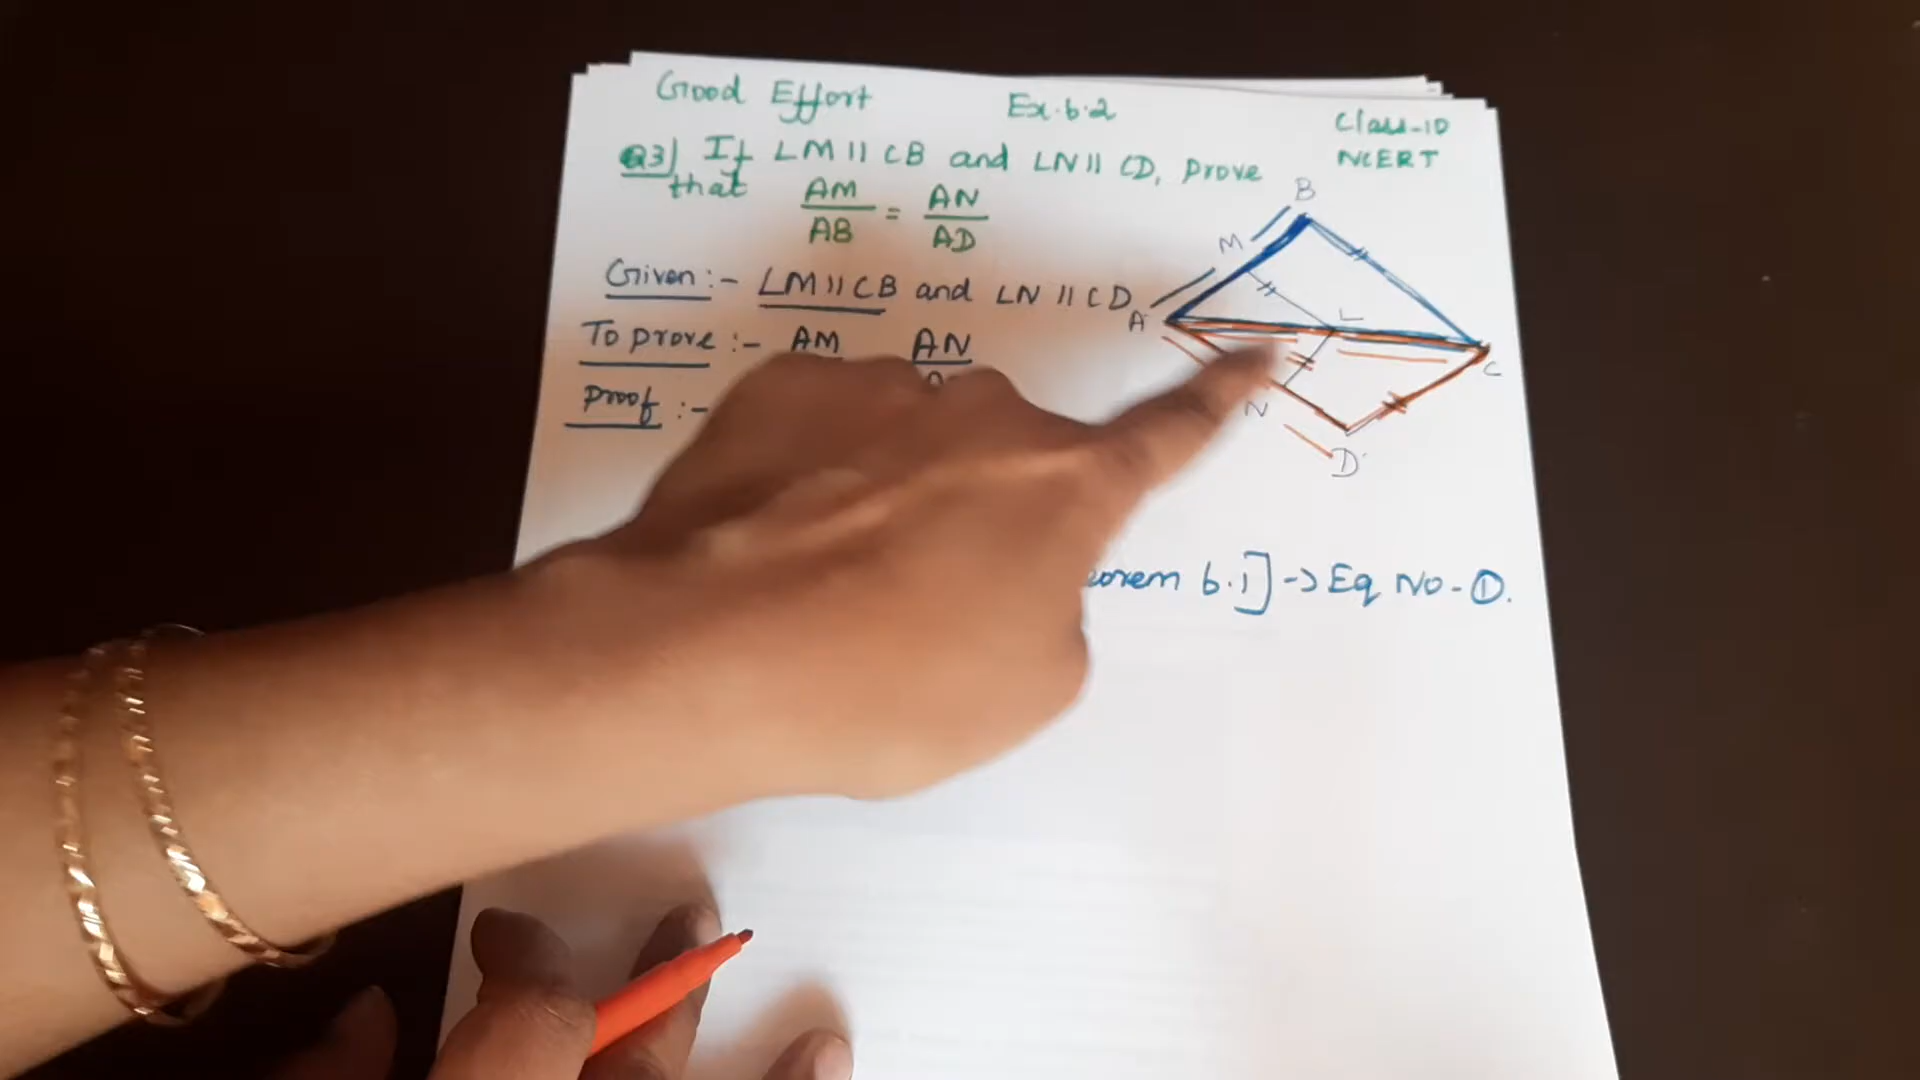 Good Effort Ex.6.2 Class-10
NCERT
Q3) If LM || CB and LN || CD, prove
that AM/AB = AN/AD
Given :- LM || CB and LN || CD
To prove :- AM AN
Proof :-
6.1] -> Eq No - ①.
B
M
A
L
C
N
D